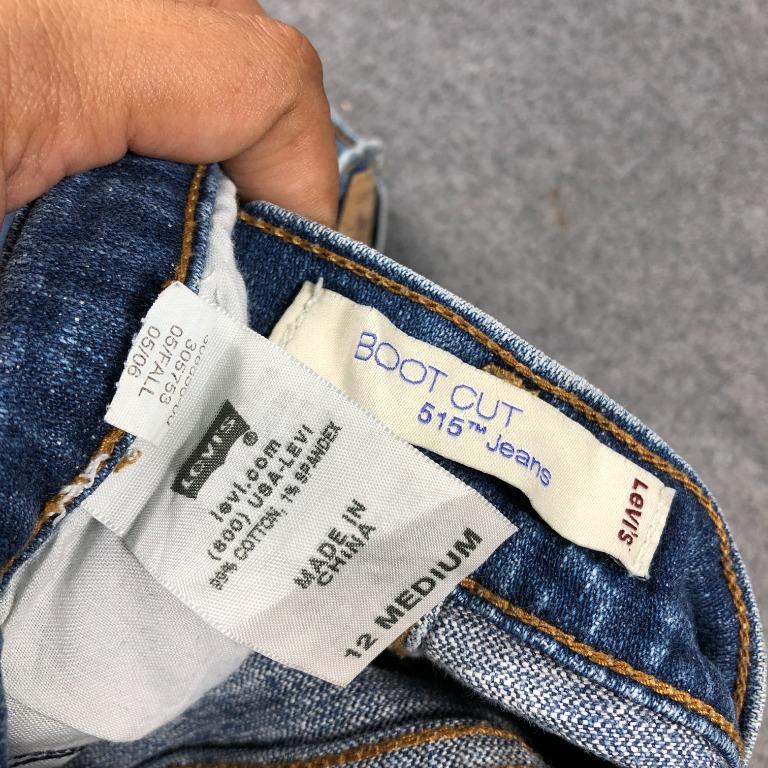 BOOT CUT
515™ Jeans
Levi's
305753
05/FALL
05/06
LEVI'S®
levi.com
(800) USA-LEVI
99% COTTON, 1% SPANDEX
MADE IN
CHINA
12 MEDIUM